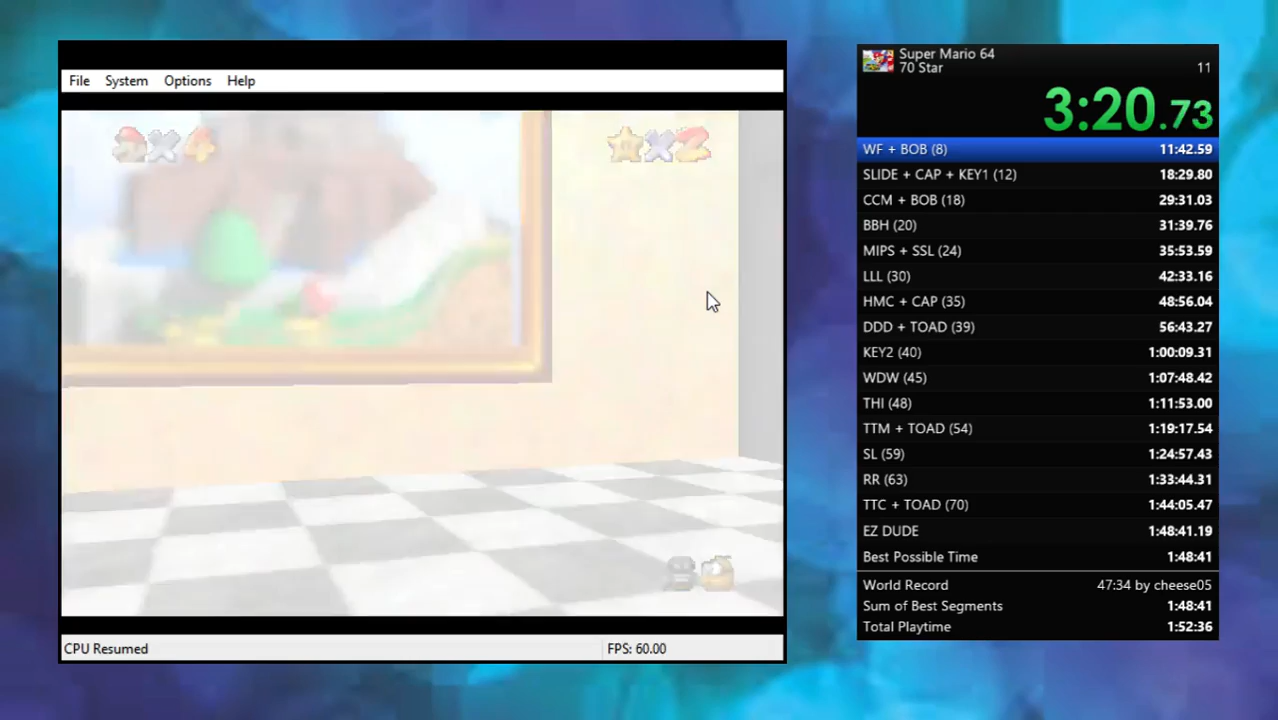 File System Options Help
4
2
CPU Resumed FPS: 60.00
Super Mario 64
70 Star 11
3:20.73
WF + BOB (8) 11:42.59
SLIDE + CAP + KEY1 (12) 18:29.80
CCM + BOB (18) 29:31.03
BBH (20) 31:39.76
MIPS + SSL (24) 35:53.59
LLL (30) 42:33.16
HMC + CAP (35) 48:56.04
DDD + TOAD (39) 56:43.27
KEY2 (40) 1:00:09.31
WDW (45) 1:07:48.42
THI (48) 1:11:53.00
TTM + TOAD (54) 1:19:17.54
SL (59) 1:24:57.43
RR (63) 1:33:44.31
TTC + TOAD (70) 1:44:05.47
EZ DUDE 1:48:41.19
Best Possible Time 1:48:41
World Record 47:34 by cheese05
Sum of Best Segments 1:48:41
Total Playtime 1:52:36